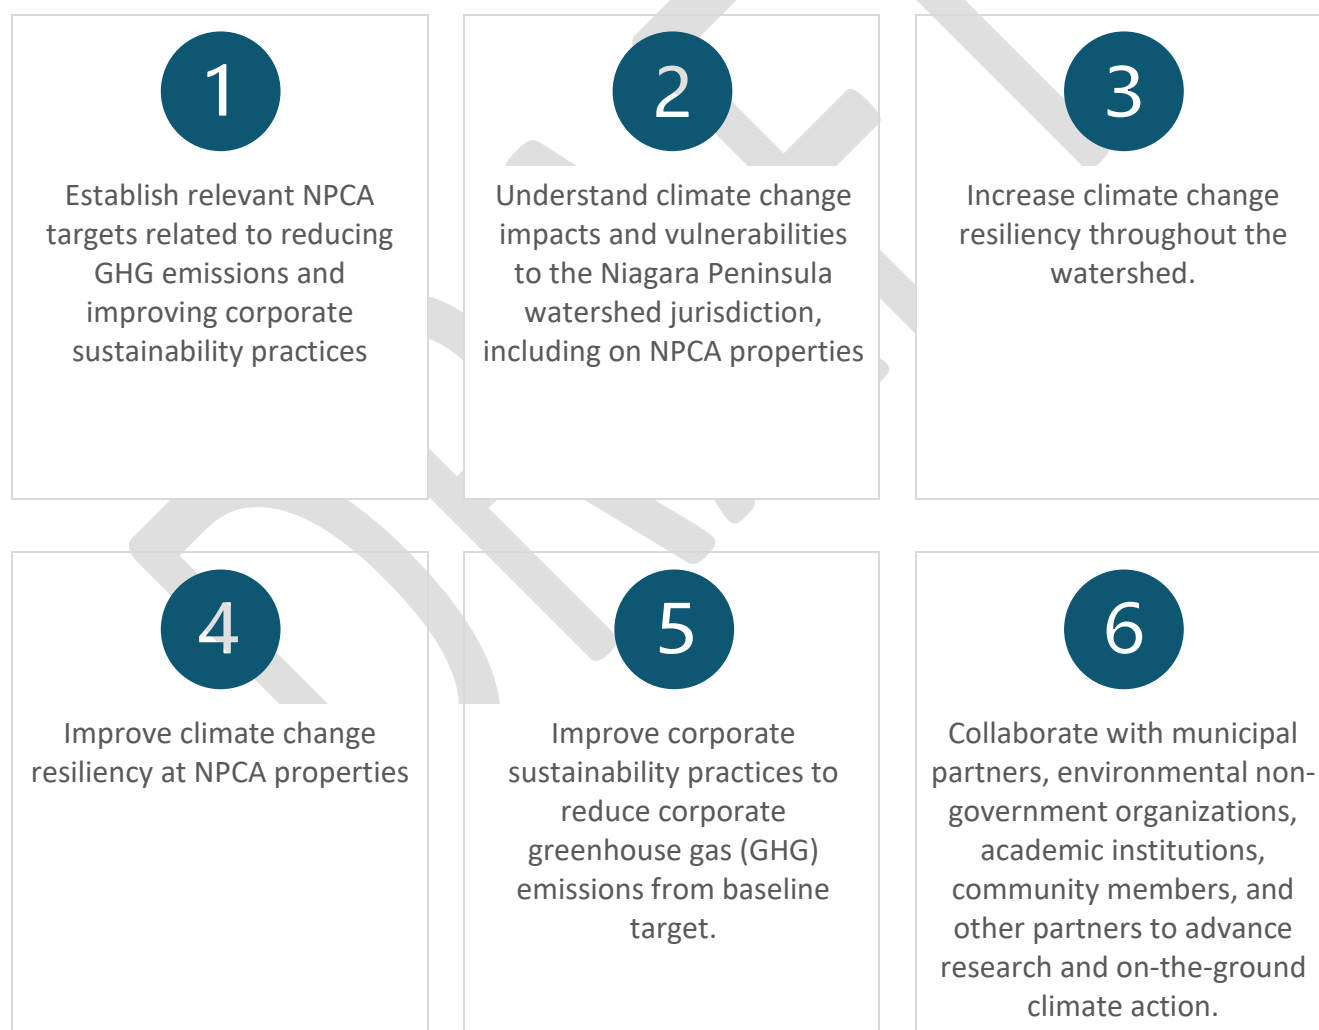 1
Establish relevant NPCA
targets related to reducing
GHG emissions and
improving corporate
sustainability practices
2
Understand climate change
impacts and vulnerabilities
to the Niagara Peninsula
watershed jurisdiction,
including on NPCA properties
3
Increase climate change
resiliency throughout the
watershed.
4
Improve climate change
resiliency at NPCA properties
5
Improve corporate
sustainability practices to
reduce corporate
greenhouse gas (GHG)
emissions from baseline
target.
6
Collaborate with municipal
partners, environmental non-
government organizations,
academic institutions,
community members, and
other partners to advance
research and on-the-ground
climate action.